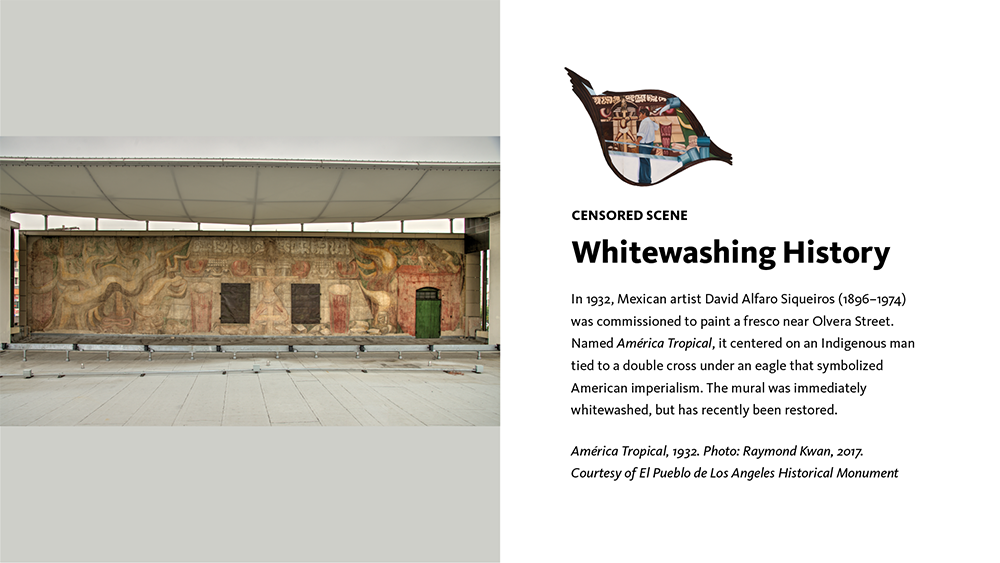 CENSORED SCENE
Whitewashing History
In 1932, Mexican artist David Alfaro Siqueiros (1896–1974)
was commissioned to paint a fresco near Olvera Street.
Named América Tropical, it centered on an Indigenous man
tied to a double cross under an eagle that symbolized
American imperialism. The mural was immediately
whitewashed, but has recently been restored.
América Tropical, 1932. Photo: Raymond Kwan, 2017.
Courtesy of El Pueblo de Los Angeles Historical Monument